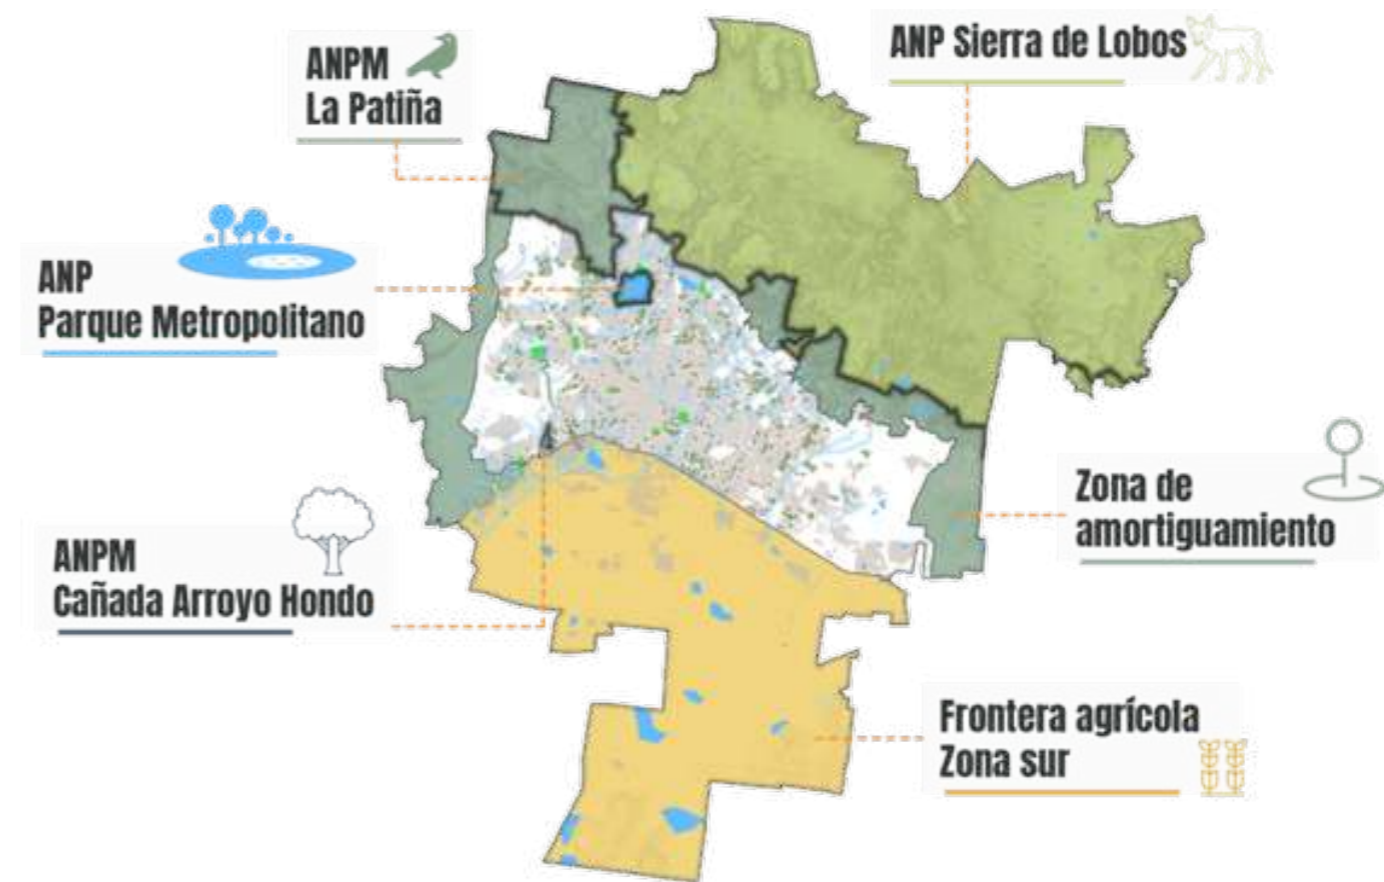 ANPM
La Patiña
ANP Sierra de Lobos
ANP
Parque Metropolitano
Zona de
amortiguamiento
ANPM
Cañada Arroyo Hondo
Frontera agrícola
Zona sur